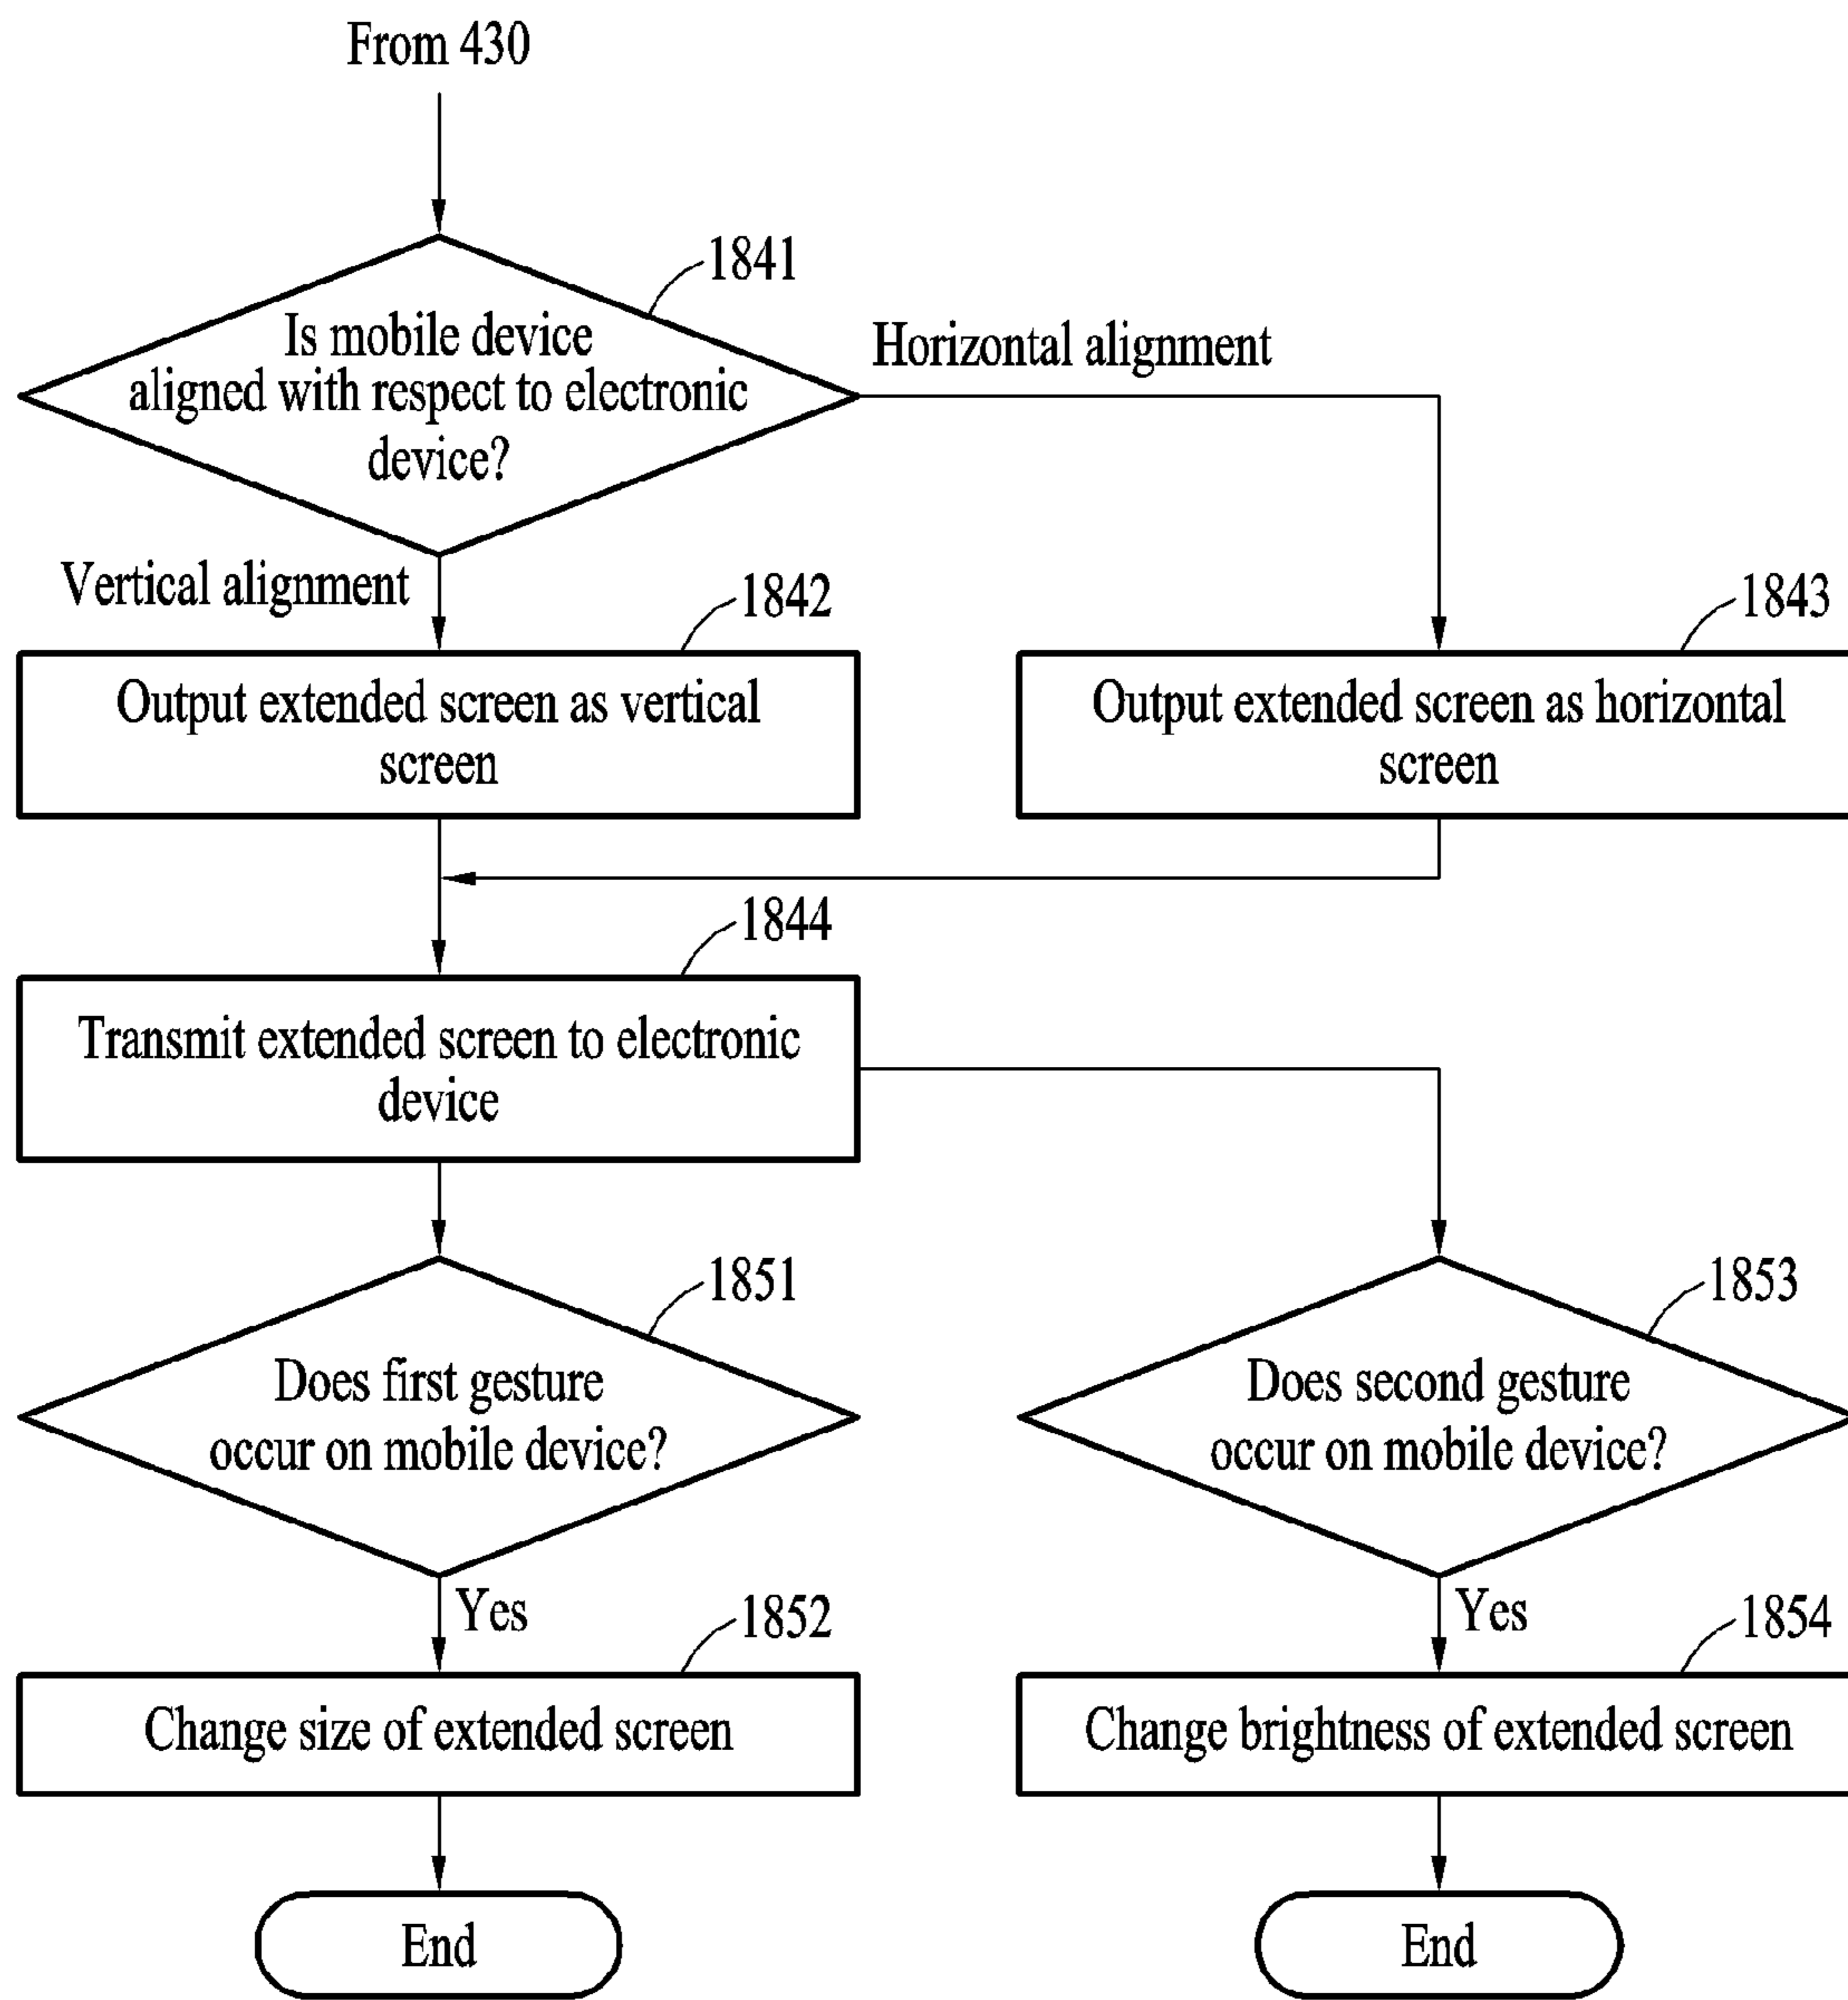 From 430
1841
Is mobile device
aligned with respect to electronic
device?
Horizontal alignment
Vertical alignment
1842
Output extended screen as vertical
screen
1843
Output extended screen as horizontal
screen
1844
Transmit extended screen to electronic
device
1851
Does first gesture
occur on mobile device?
1853
Does second gesture
occur on mobile device?
Yes
1852
Change size of extended screen
Yes
1854
Change brightness of extended screen
End
End